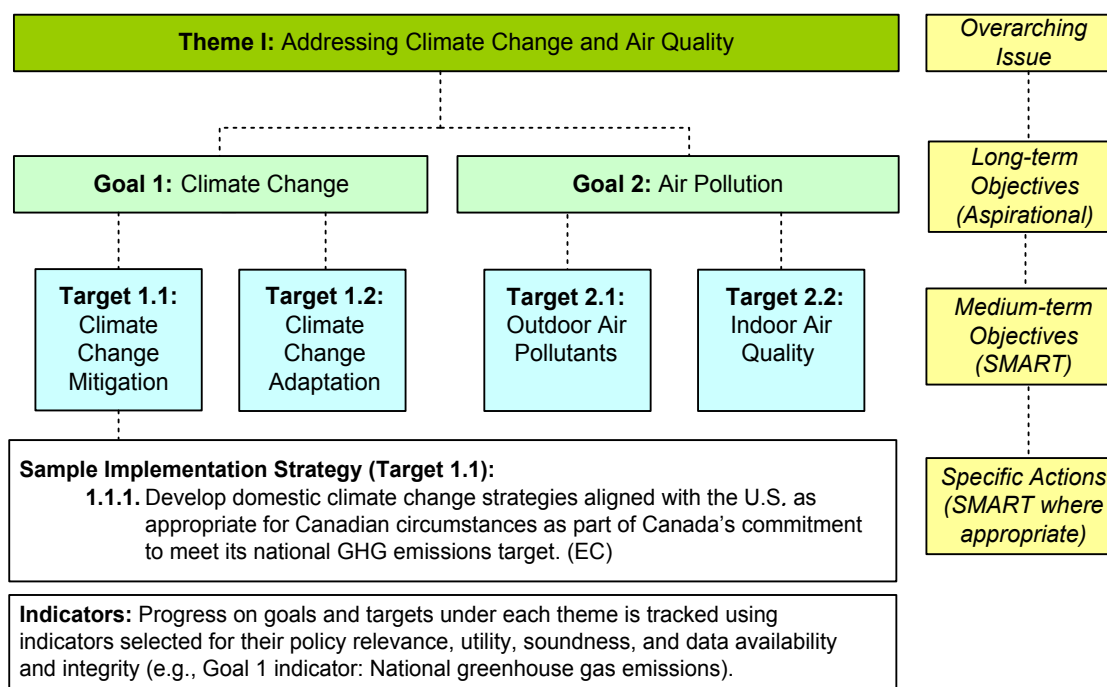 Theme I: Addressing Climate Change and Air Quality
Overarching
Issue
Goal 1: Climate Change
Goal 2: Air Pollution
Long-term
Objectives
(Aspirational)
Target 1.1:
Climate
Change
Mitigation
Target 1.2:
Climate
Change
Adaptation
Target 2.1:
Outdoor Air
Pollutants
Target 2.2:
Indoor Air
Quality
Medium-term
Objectives
(SMART)
Sample Implementation Strategy (Target 1.1):
1.1.1. Develop domestic climate change strategies aligned with the U.S. as
appropriate for Canadian circumstances as part of Canada's commitment
to meet its national GHG emissions target. (EC)
Specific Actions
(SMART where
appropriate)
Indicators: Progress on goals and targets under each theme is tracked using
indicators selected for their policy relevance, utility, soundness, and data availability
and integrity (e.g., Goal 1 indicator: National greenhouse gas emissions).